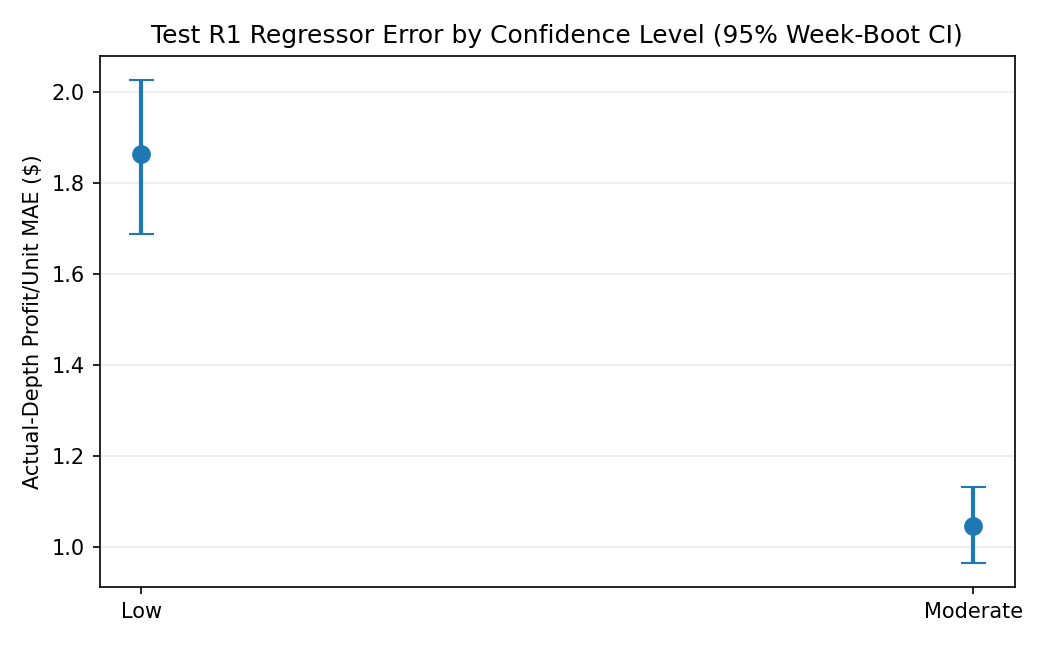 Test R1 Regressor Error by Confidence Level (95% Week-Boot CI)
Actual-Depth Profit/Unit MAE ($)
2.0
1.8
1.6
1.4
1.2
1.0
Low
Moderate